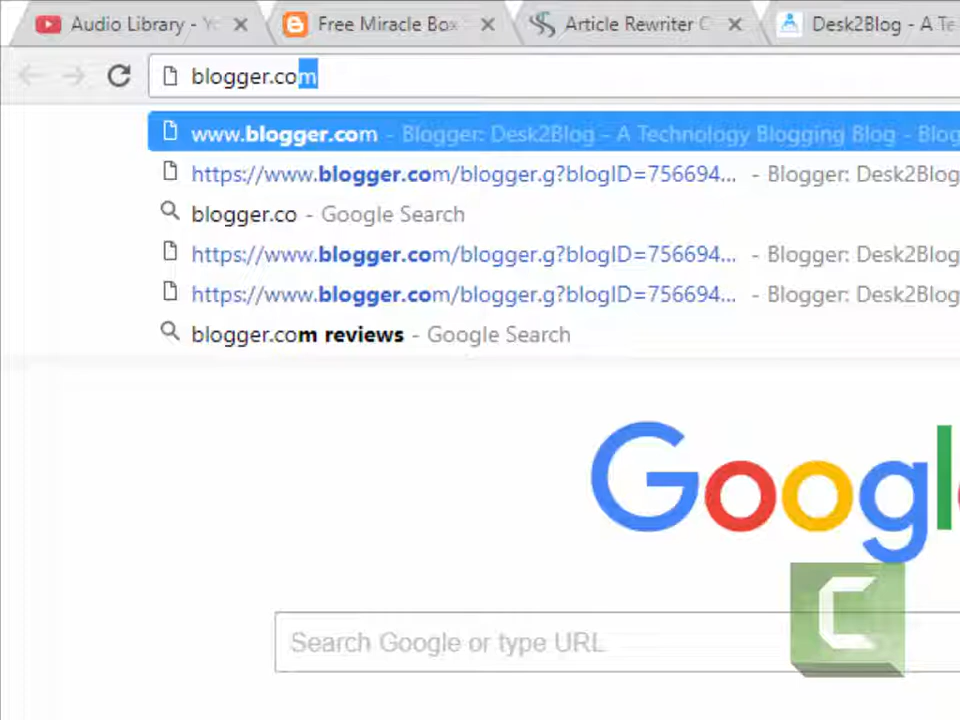 Audio Library - Yo
Free Miracle Box
Article Rewriter
Desk2Blog - A Te
blogger.com
www.blogger.com - Blogger: Desk2Blog - A Technology Blogging Blog - Blog
https://www.blogger.com/blogger.g?blogID=756694... - Blogger: Desk2Blog
blogger.co - Google Search
https://www.blogger.com/blogger.g?blogID=756694... - Blogger: Desk2Blog
https://www.blogger.com/blogger.g?blogID=756694... - Blogger: Desk2Blog
blogger.com reviews - Google Search
Googl
Search Google or type URL